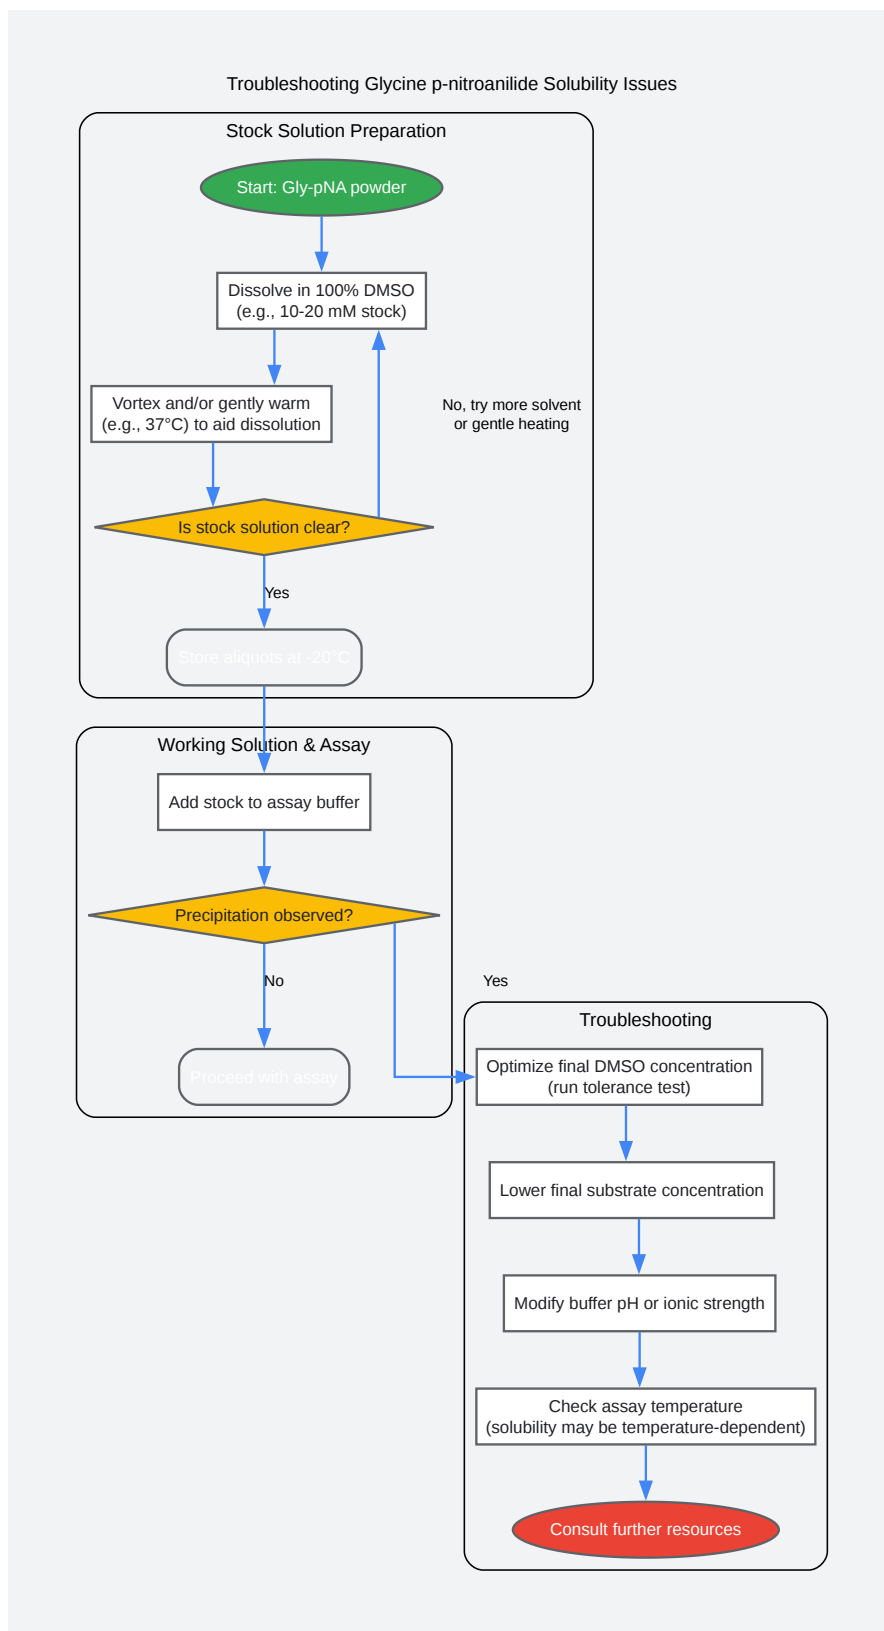 Troubleshooting Glycine p-nitroanilide Solubility Issues
Stock Solution Preparation
Start: Gly-pNA powder
Dissolve in 100% DMSO
(e.g., 10-20 mM stock)
Vortex and/or gently warm
(e.g., 37°C) to aid dissolution
No, try more solvent
or gentle heating
Is stock solution clear?
Yes
Store aliquots at -20°C
Working Solution & Assay
Add stock to assay buffer
Precipitation observed?
No
Yes
Proceed with assay
Troubleshooting
Optimize final DMSO concentration
(run tolerance test)
Lower final substrate concentration
Modify buffer pH or ionic strength
Check assay temperature
(solubility may be temperature-dependent)
Consult further resources